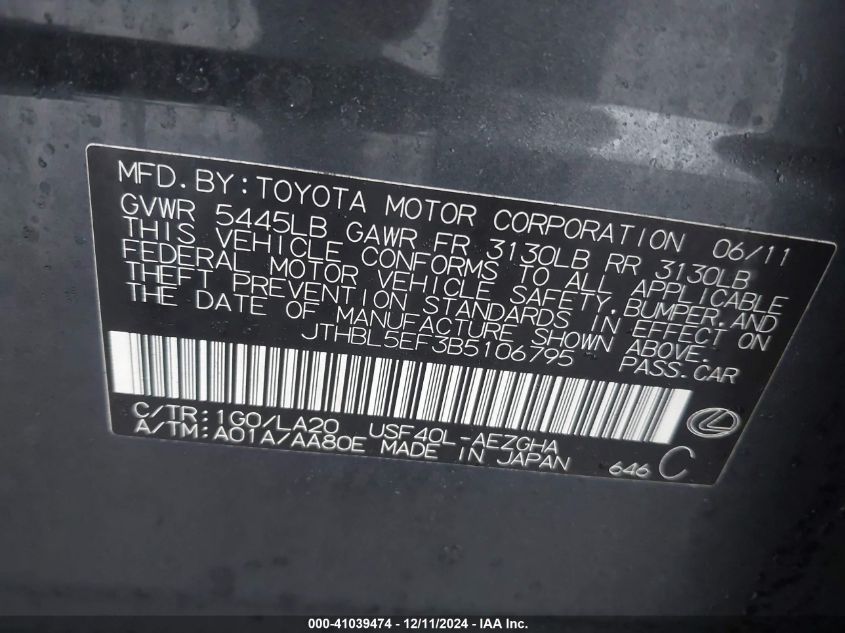 MFD. BY: TOYOTA MOTOR CORPORATION 06/11
GVWR 5445LB GAWR FR 3130LB RR 3130LB
THIS VEHICLE CONFORMS TO ALL APPLICABLE
FEDERAL MOTOR VEHICLE SAFETY, BUMPER, AND
THEFT PREVENTION STANDARDS IN EFFECT ON
THE DATE OF MANUFACTURE SHOWN ABOVE.
JTHBL5EF3B5106795 PASS. CAR
C/TR: 1G0/LA20 USF40L-AEZGHA
A/TM: A01A/AA80E MADE IN JAPAN 646 C
000-41039474 - 12/11/2024 - IAA Inc.